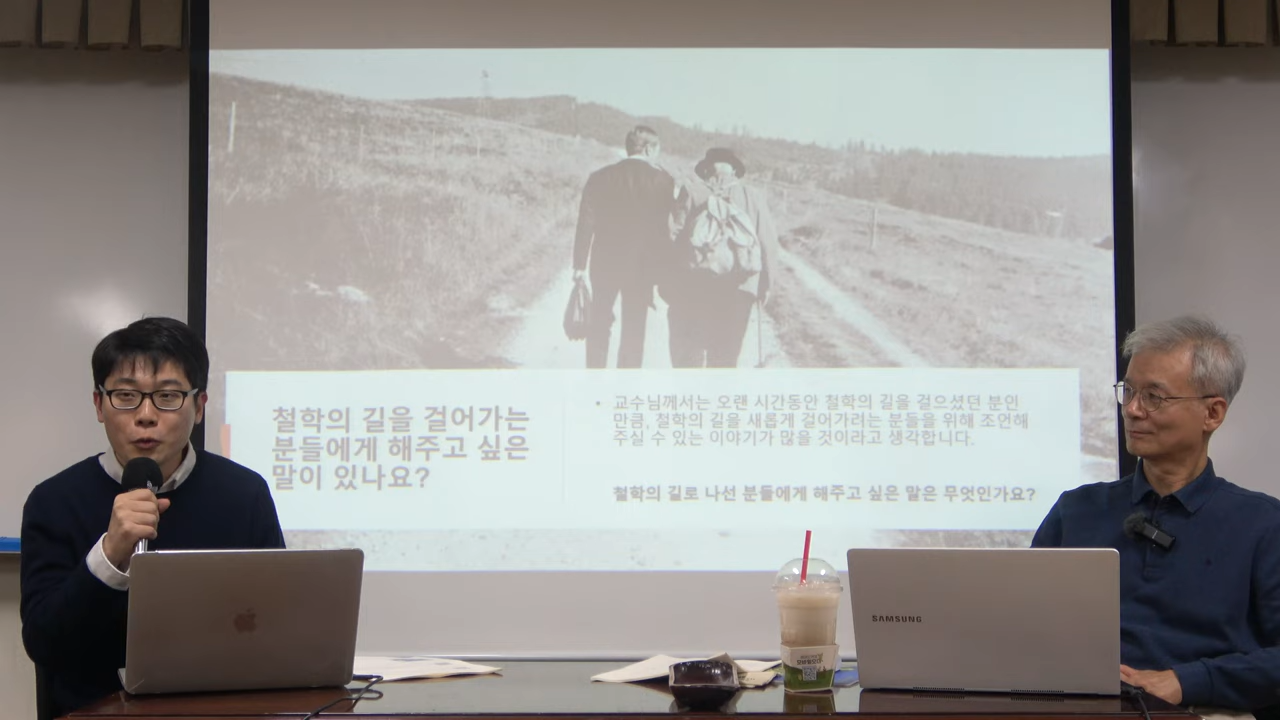 철학의 길을 걸어가는
분들에게 해주고 싶은
말이 있나요?
• 교수님께서는 오랜 시간동안 철학의 길을 걸으셨던 분인
만큼, 철학의 길을 새롭게 걸어가려는 분들을 위해 조언해
주실 수 있는 이야기가 많을 것이라고 생각합니다.
철학의 길로 나선 분들에게 해주고 싶은 말은 무엇인가요?
SAMSUNG